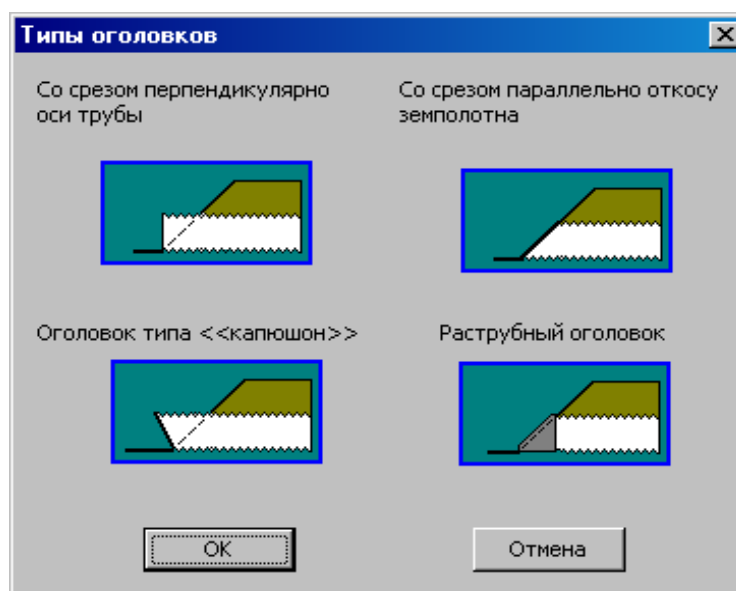 Типы оголовков
Со срезом перпендикулярно
оси трубы
Со срезом параллельно откосу
земполотна
Оголовок типа <<капюшон>>
Раструбный оголовок
OK
Отмена